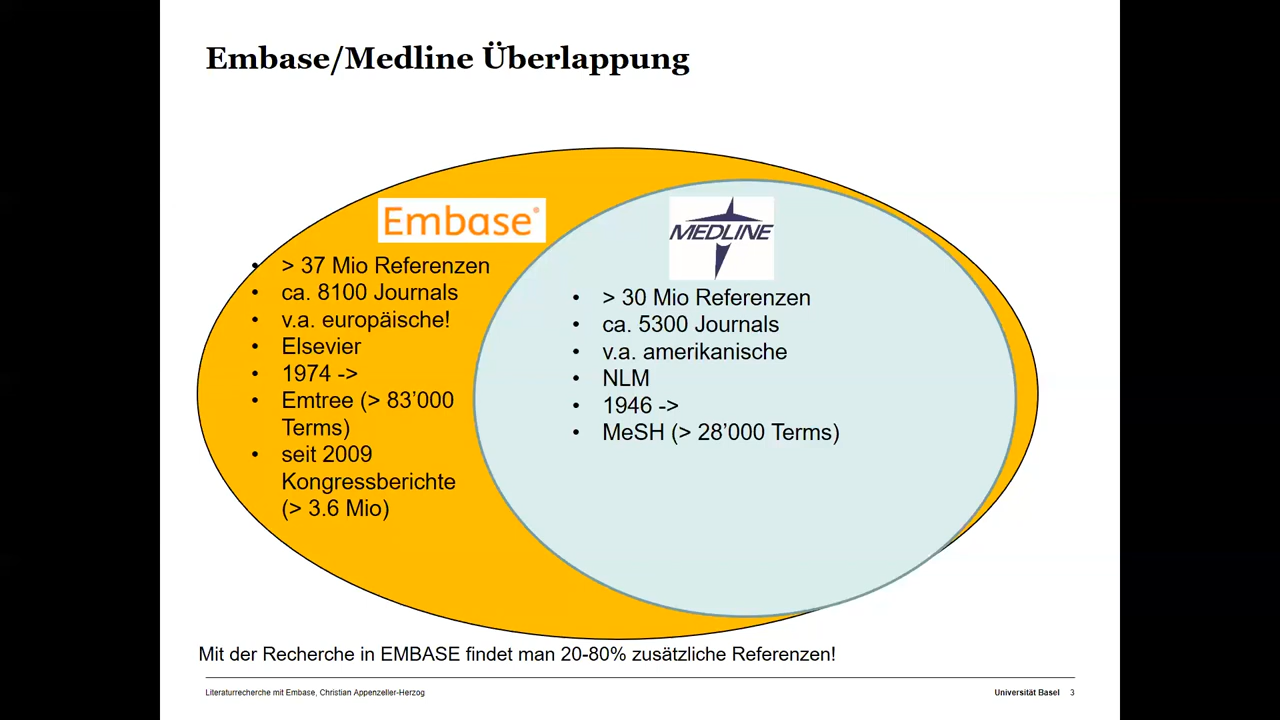 Embase/Medline Überlappung
Embase®
• > 37 Mio Referenzen
• ca. 8100 Journals
• v.a. europäische!
• Elsevier
• 1974 ->
• Emtree (> 83’000
Terms)
• seit 2009
Kongressberichte
(> 3.6 Mio)
MEDLINE
• > 30 Mio Referenzen
• ca. 5300 Journals
• v.a. amerikanische
• NLM
• 1946 ->
• MeSH (> 28’000 Terms)
Mit der Recherche in EMBASE findet man 20-80% zusätzliche Referenzen!
Literaturrecherche mit Embase, Christian Appenzeller-Herzog
Universität Basel 3